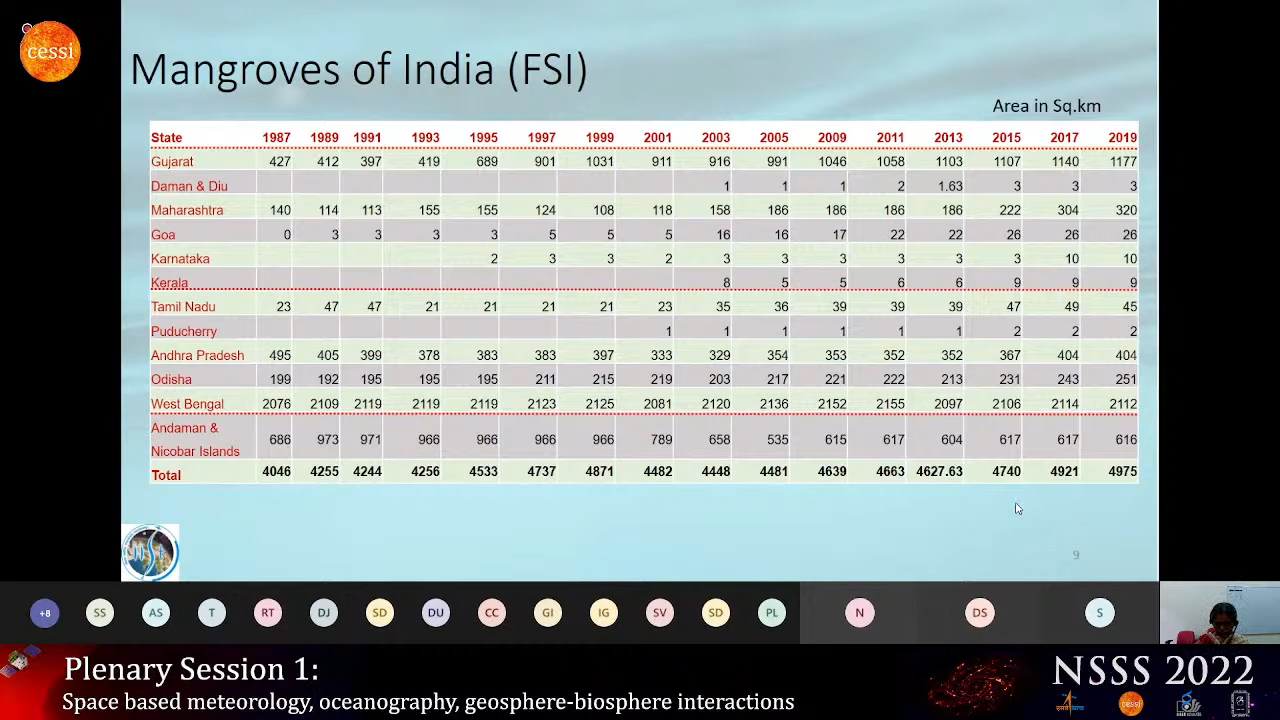 cessi
Mangroves of India (FSI)
Area in Sq.km
State 1987 1989 1991 1993 1995 1997 1999 2001 2003 2005 2009 2011 2013 2015 2017 2019
Gujarat 427 412 397 419 689 901 1031 911 916 991 1046 1058 1103 1107 1140 1177
Daman & Diu 1 1 1 2 1.63 3 3 3
Maharashtra 140 114 113 155 155 124 108 118 158 186 186 186 186 222 304 320
Goa 0 3 3 3 3 5 5 5 16 16 17 22 22 26 26 26
Karnataka 2 3 3 2 3 3 3 3 3 3 10 10
Kerala 8 5 5 6 6 9 9 9
Tamil Nadu 23 47 47 21 21 21 21 23 35 36 39 39 39 47 49 45
Puducherry 1 1 1 1 1 1 2 2 2
Andhra Pradesh 495 405 399 378 383 383 397 333 329 354 353 352 352 367 404 404
Odisha 199 192 195 195 195 211 215 219 203 217 221 222 213 231 243 251
West Bengal 2076 2109 2119 2119 2119 2123 2125 2081 2120 2136 2152 2155 2097 2106 2114 2112
Andaman &
Nicobar Islands 686 973 971 966 966 966 966 789 658 535 615 617 604 617 617 616
Total 4046 4255 4244 4256 4533 4737 4871 4482 4448 4481 4639 4663 4627.63 4740 4921 4975
9
+8 SS AS T RT DJ SD DU CC GI IG SV SD PL N DS S
Plenary Session 1:
Space based meteorology, oceanography, geosphere-biosphere interactions
NSSS 2022
cessi